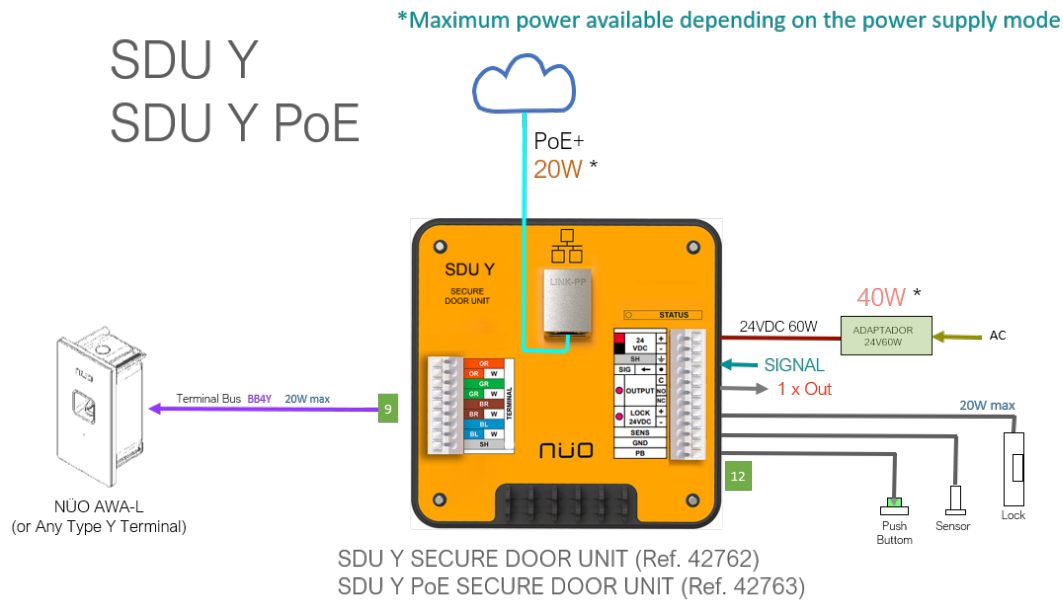 *Maximum power available depending on the power supply mode
SDU Y
SDU Y PoE
PoE+
20W *
SDU Y
SECURE
DOOR UNIT
LINK-PP
STATUS
24
VDC
+
-
SH
SIG
OUTPUT
C
NO
NC
LOCK
24VDC
+
-
SENS
GND
PB
OR
OR W
GR
GR W
BR
BR W
BL
BL W
SH
TERMINAL
nüo
40W *
24VDC 60W
ADAPTADOR
24V60W
AC
SIGNAL
1 x Out
20W max
Terminal Bus BB4Y 20W max
9
12
nüo
NÜO AWA-L
(or Any Type Y Terminal)
Push
Buttom
Sensor
Lock
SDU Y SECURE DOOR UNIT (Ref. 42762)
SDU Y PoE SECURE DOOR UNIT (Ref. 42763)